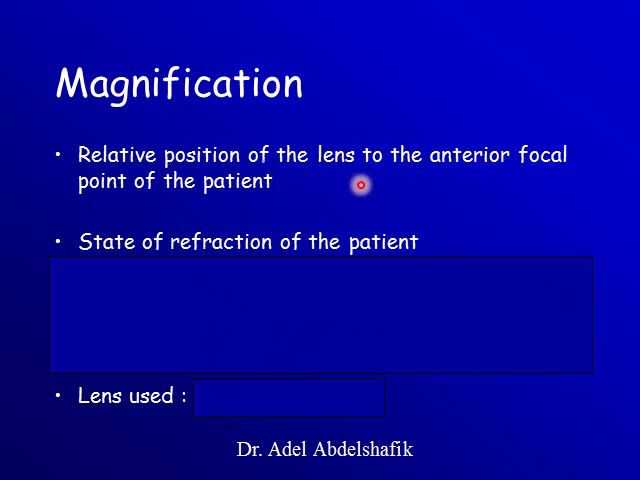 Magnification
• Relative position of the lens to the anterior focal
point of the patient
• State of refraction of the patient
• Lens used :
Dr. Adel Abdelshafik